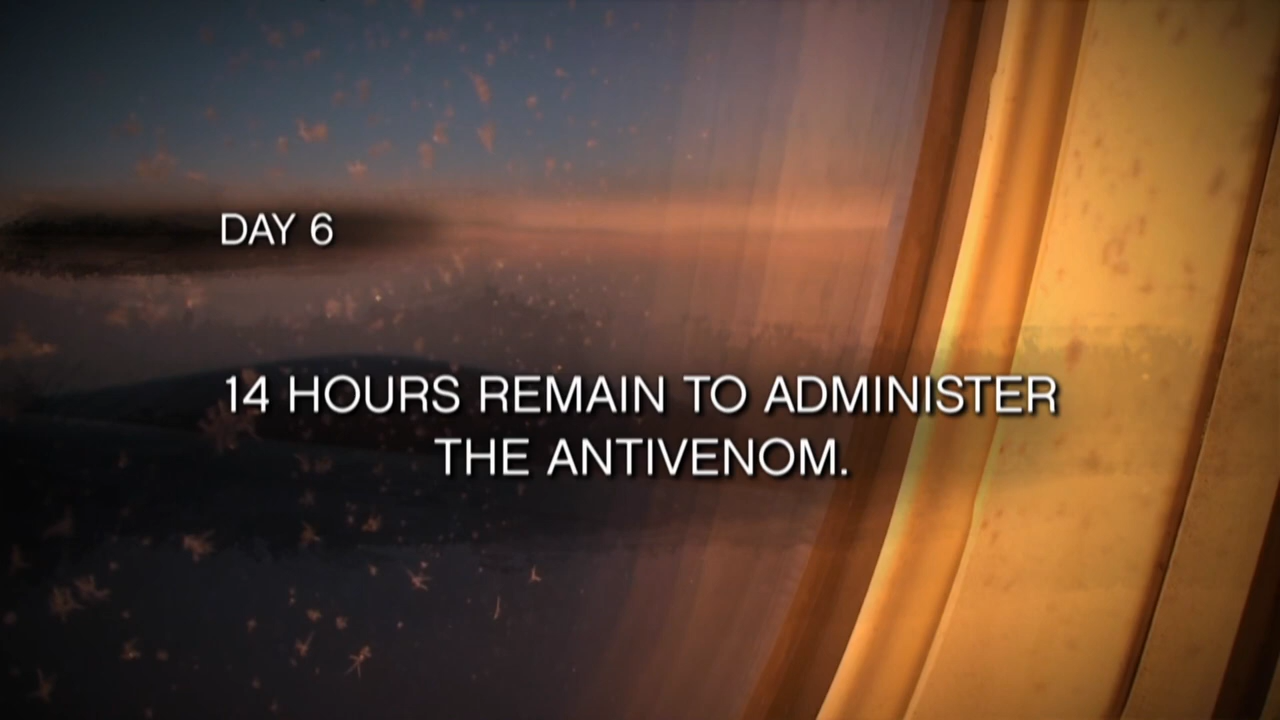 DAY 6
14 HOURS REMAIN TO ADMINISTER
THE ANTIVENOM.